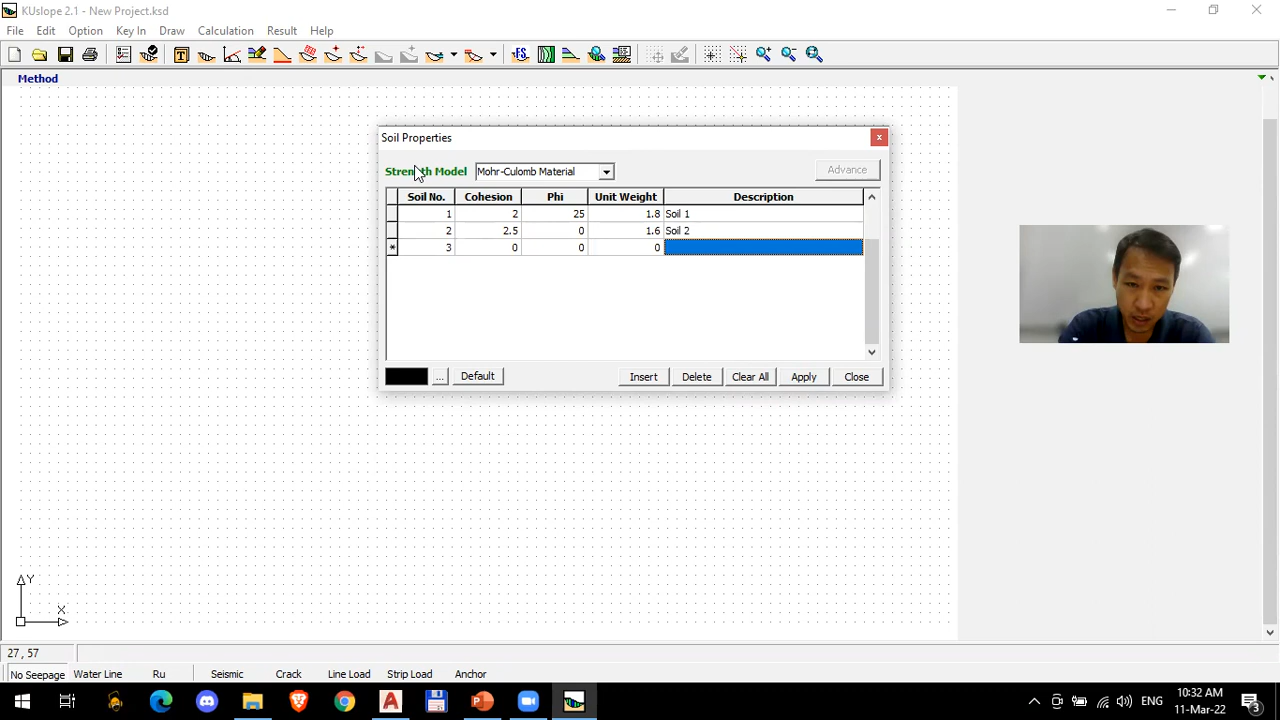 KUslope 2.1 - New Project.ksd
File Edit Option Key In Draw Calculation Result Help
Method
Soil Properties
Strength Model Mohr-Culomb Material Advance
Soil No. Cohesion Phi Unit Weight Description
1 2 25 1.8 Soil 1
2 2.5 0 1.6 Soil 2
* 3 0 0 0
... Default Insert Delete Clear All Apply Close
Y
X
27 , 57
No Seepage Water Line Ru Seismic Crack Line Load Strip Load Anchor
ENG
10:32 AM
11-Mar-22
3